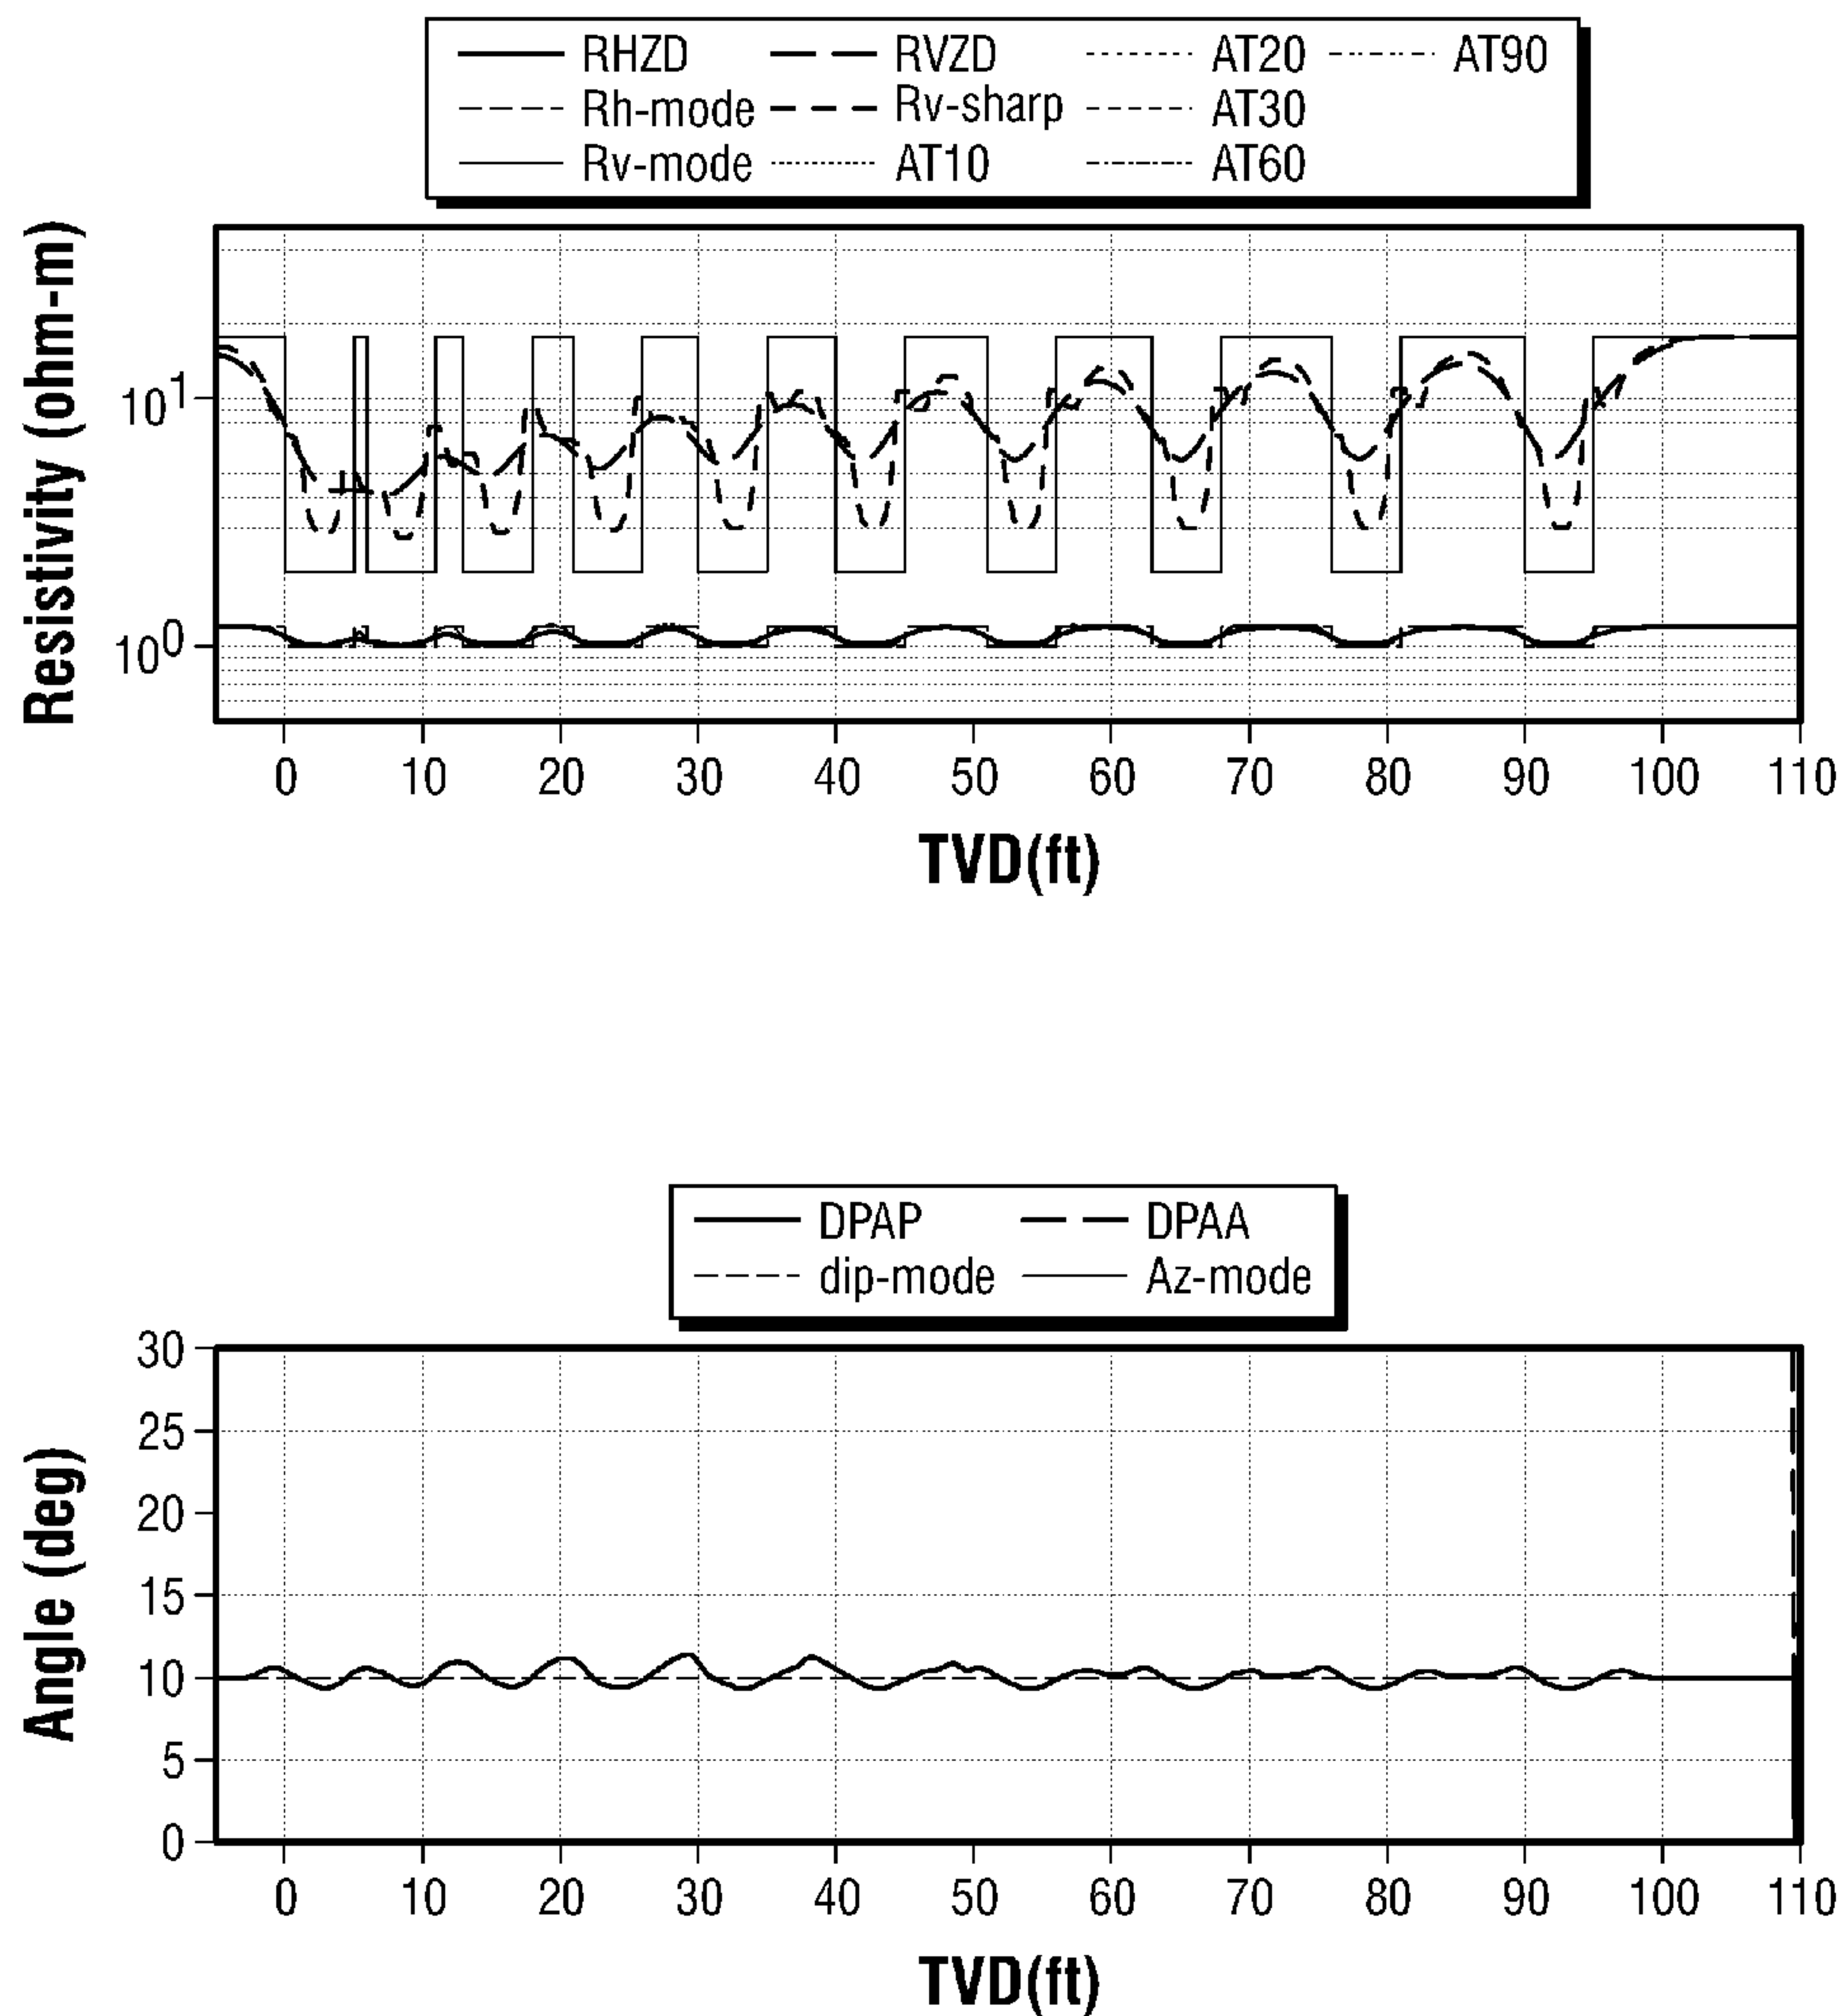 RHZD RVZD AT20 AT90
Rh-mode Rv-sharp AT30
Rv-mode AT10 AT60
Resistivity (ohm-m)
10^1
10^0
0 10 20 30 40 50 60 70 80 90 100 110
TVD(ft)
DPAP DPAA
dip-mode Az-mode
Angle (deg)
30
25
20
15
10
5
0
0 10 20 30 40 50 60 70 80 90 100 110
TVD(ft)